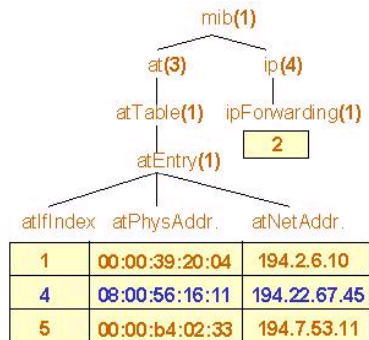 mib(1)
at(3) ip(4)
atTable(1) ipForwarding(1)
2
atEntry(1)
atIfIndex atPhysAddr. atNetAddr.
1 00:00:39:20:04 194.2.6.10
4 08:00:56:16:11 194.22.67.45
5 00:00:b4:02:33 194.7.53.11